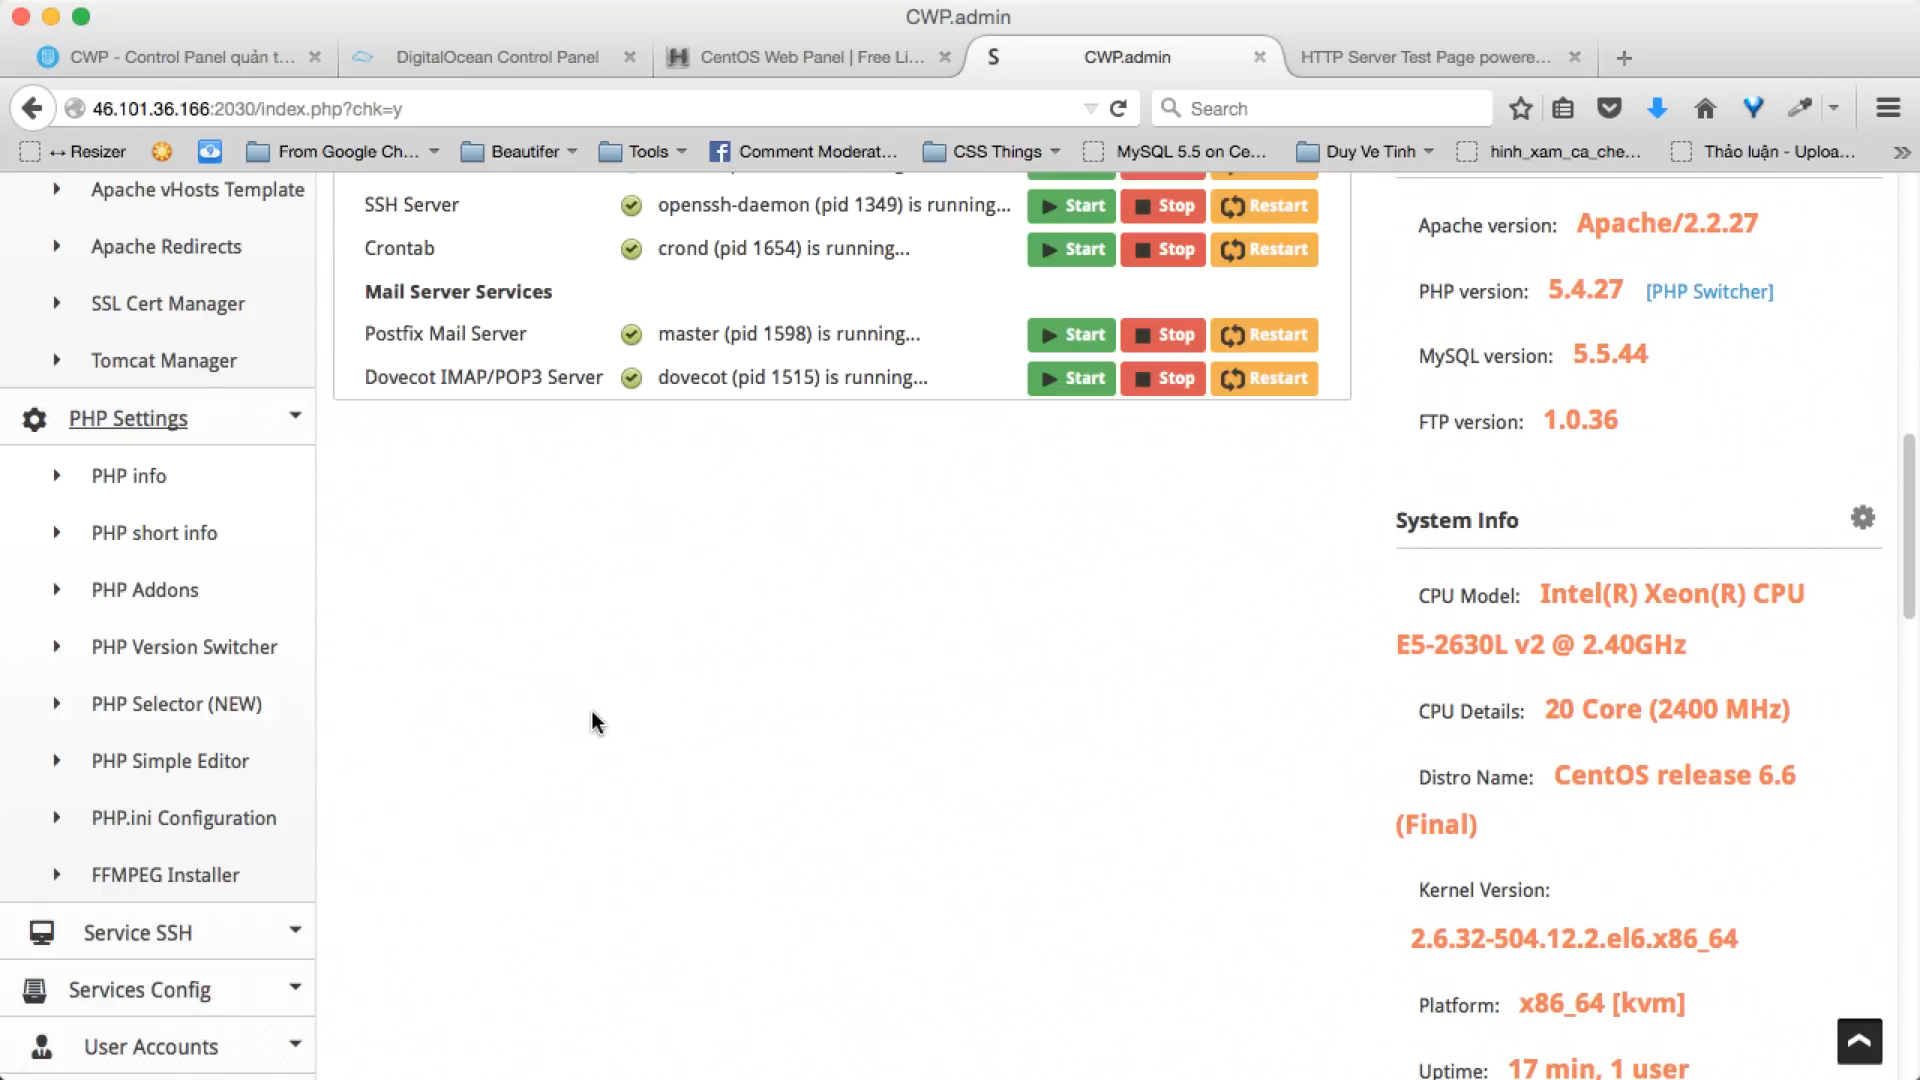 CWP.admin
CWP - Control Panel quản t...
DigitalOcean Control Panel
CentOS Web Panel | Free Li...
CWP.admin
HTTP Server Test Page powere...
46.101.36.166:2030/index.php?chk=y
Search
Resizer
From Google Ch...
Beautifer
Tools
Comment Moderat...
CSS Things
MySQL 5.5 on Ce...
Duy Ve Tinh
hinh_xam_ca_che...
Thảo luận - Uploa...
Apache vHosts Template
Apache Redirects
SSL Cert Manager
Tomcat Manager
PHP Settings
PHP info
PHP short info
PHP Addons
PHP Version Switcher
PHP Selector (NEW)
PHP Simple Editor
PHP.ini Configuration
FFMPEG Installer
Service SSH
Services Config
User Accounts
SSH Server openssh-daemon (pid 1349) is running... Start Stop Restart
Crontab crond (pid 1654) is running... Start Stop Restart
Mail Server Services
Postfix Mail Server master (pid 1598) is running... Start Stop Restart
Dovecot IMAP/POP3 Server dovecot (pid 1515) is running... Start Stop Restart
Apache version: Apache/2.2.27
PHP version: 5.4.27 [PHP Switcher]
MySQL version: 5.5.44
FTP version: 1.0.36
System Info
CPU Model: Intel(R) Xeon(R) CPU
E5-2630L v2 @ 2.40GHz
CPU Details: 20 Core (2400 MHz)
Distro Name: CentOS release 6.6
(Final)
Kernel Version:
2.6.32-504.12.2.el6.x86_64
Platform: x86_64 [kvm]
Uptime: 17 min, 1 user